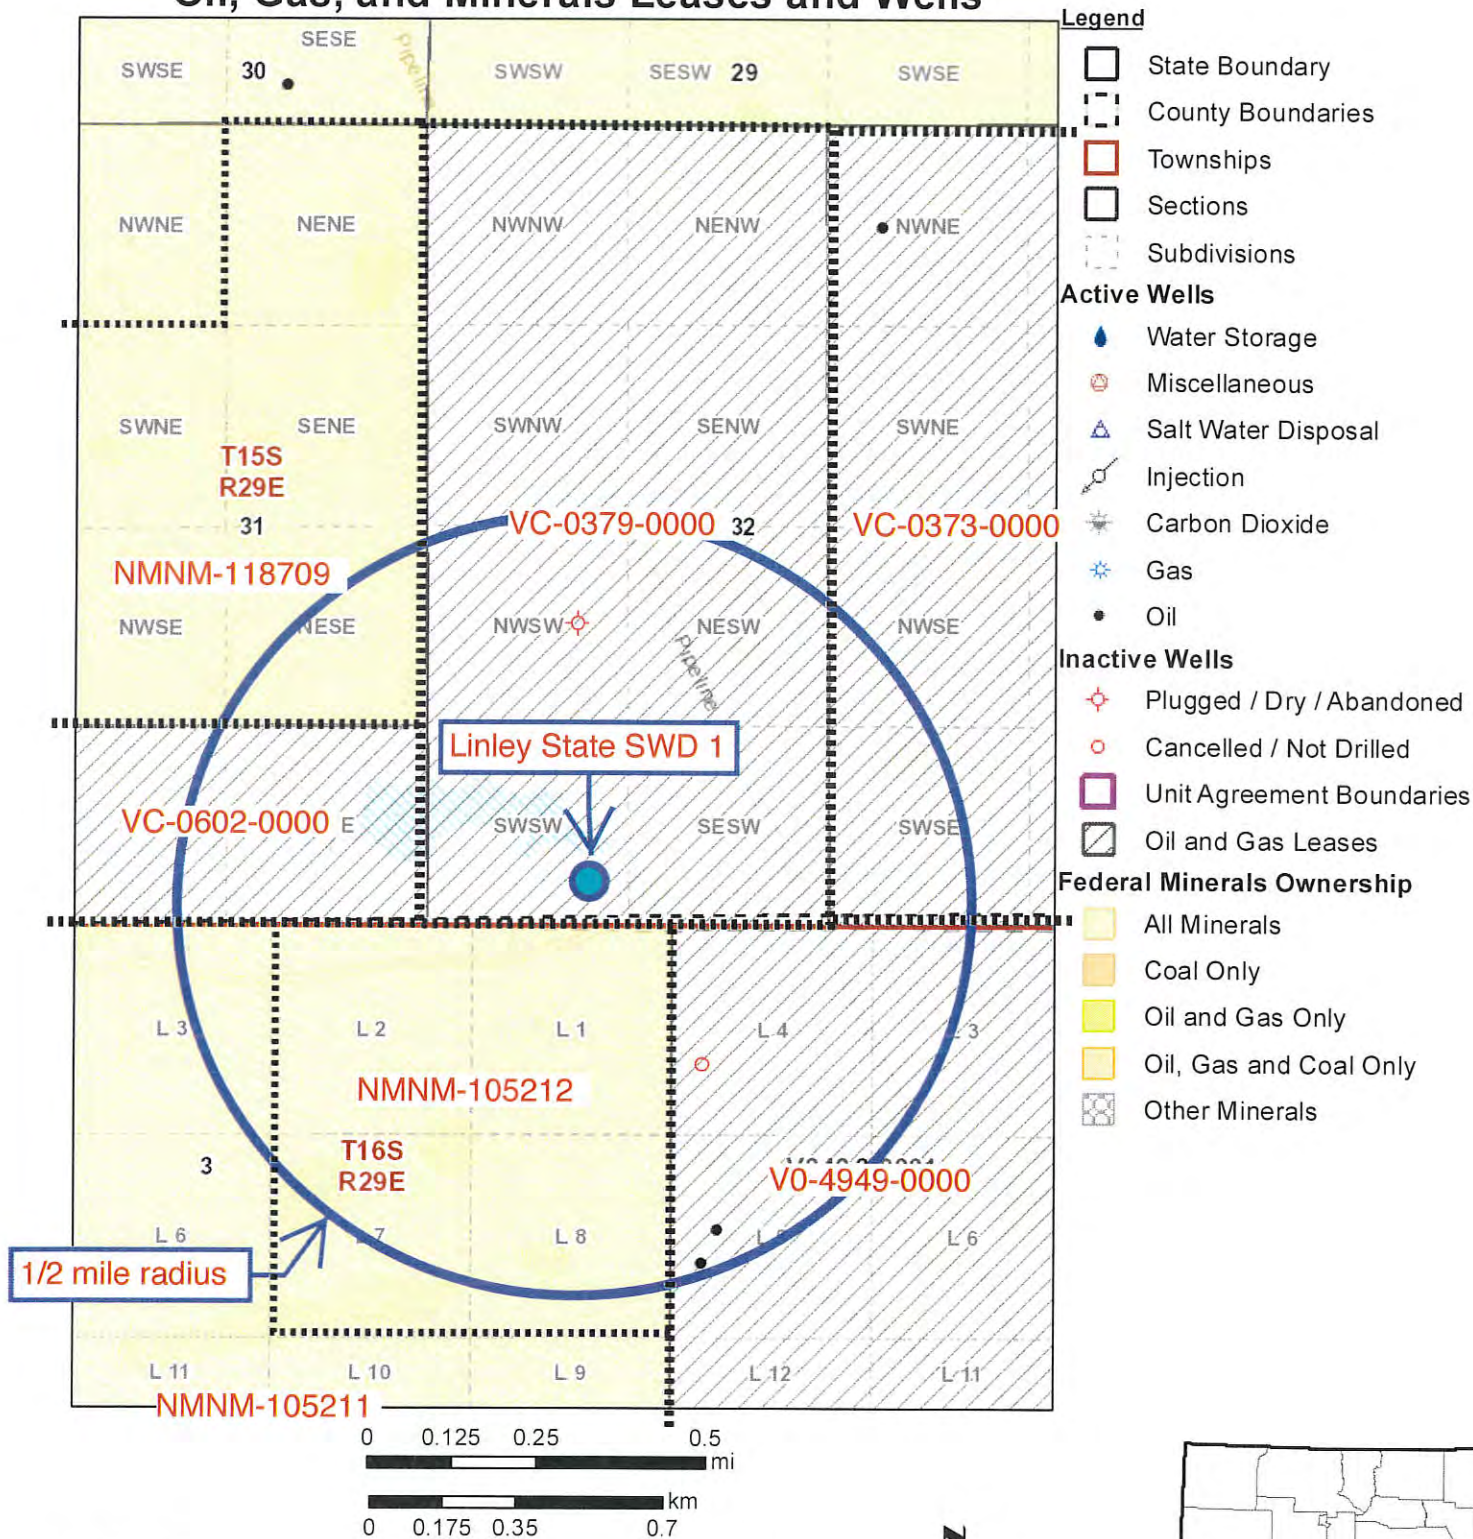 Oil, Gas, and Minerals Leases and Wells
SESE
SWSE
30
Pipeline
SWSW
SESW
29
SWSE
NWNE
NENE
NWNW
NENW
NWNE
SWNE
SENE
SWNW
SENW
SWNE
T15S
R29E
31
VC-0379-0000
32
VC-0373-0000
NMNM-118709
NWSE
NESE
NWSW
NESW
NWSE
Pipeline
Linley State SWD 1
VC-0602-0000
E
SWSW
SESW
SWSE
L 3
L 2
L 1
L 4
3
NMNM-105212
T16S
R29E
3
V0-4949-0000
L 6
7
L 8
L 6
1/2 mile radius
L 11
L 10
L 9
L 12
L 11
NMNM-105211
0 0.125 0.25 0.5
mi
km
0 0.175 0.35 0.7
Legend
State Boundary
County Boundaries
Townships
Sections
Subdivisions
Active Wells
Water Storage
Miscellaneous
Salt Water Disposal
Injection
Carbon Dioxide
Gas
Oil
Inactive Wells
Plugged / Dry / Abandoned
Cancelled / Not Drilled
Unit Agreement Boundaries
Oil and Gas Leases
Federal Minerals Ownership
All Minerals
Coal Only
Oil and Gas Only
Oil, Gas and Coal Only
Other Minerals